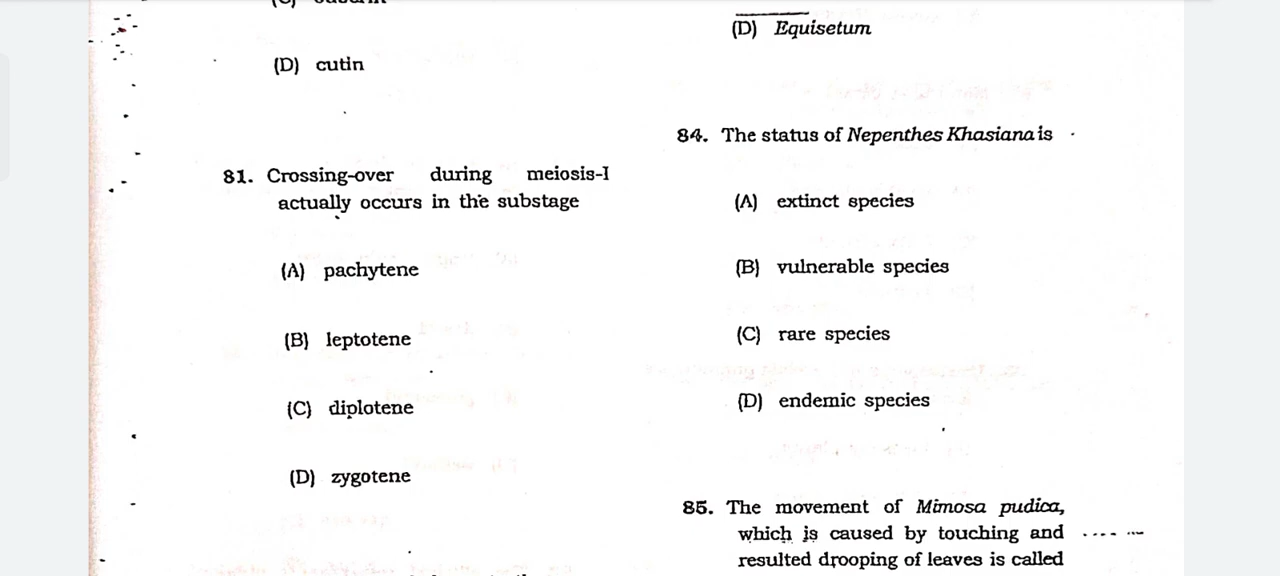 (D) cutin
81. Crossing-over during meiosis-I
actually occurs in the substage
(A) pachytene
(B) leptotene
(C) diplotene
(D) zygotene
(D) Equisetum
84. The status of Nepenthes Khasiana is
(A) extinct species
(B) vulnerable species
(C) rare species
(D) endemic species
85. The movement of Mimosa pudica,
which is caused by touching and
resulted drooping of leaves is called